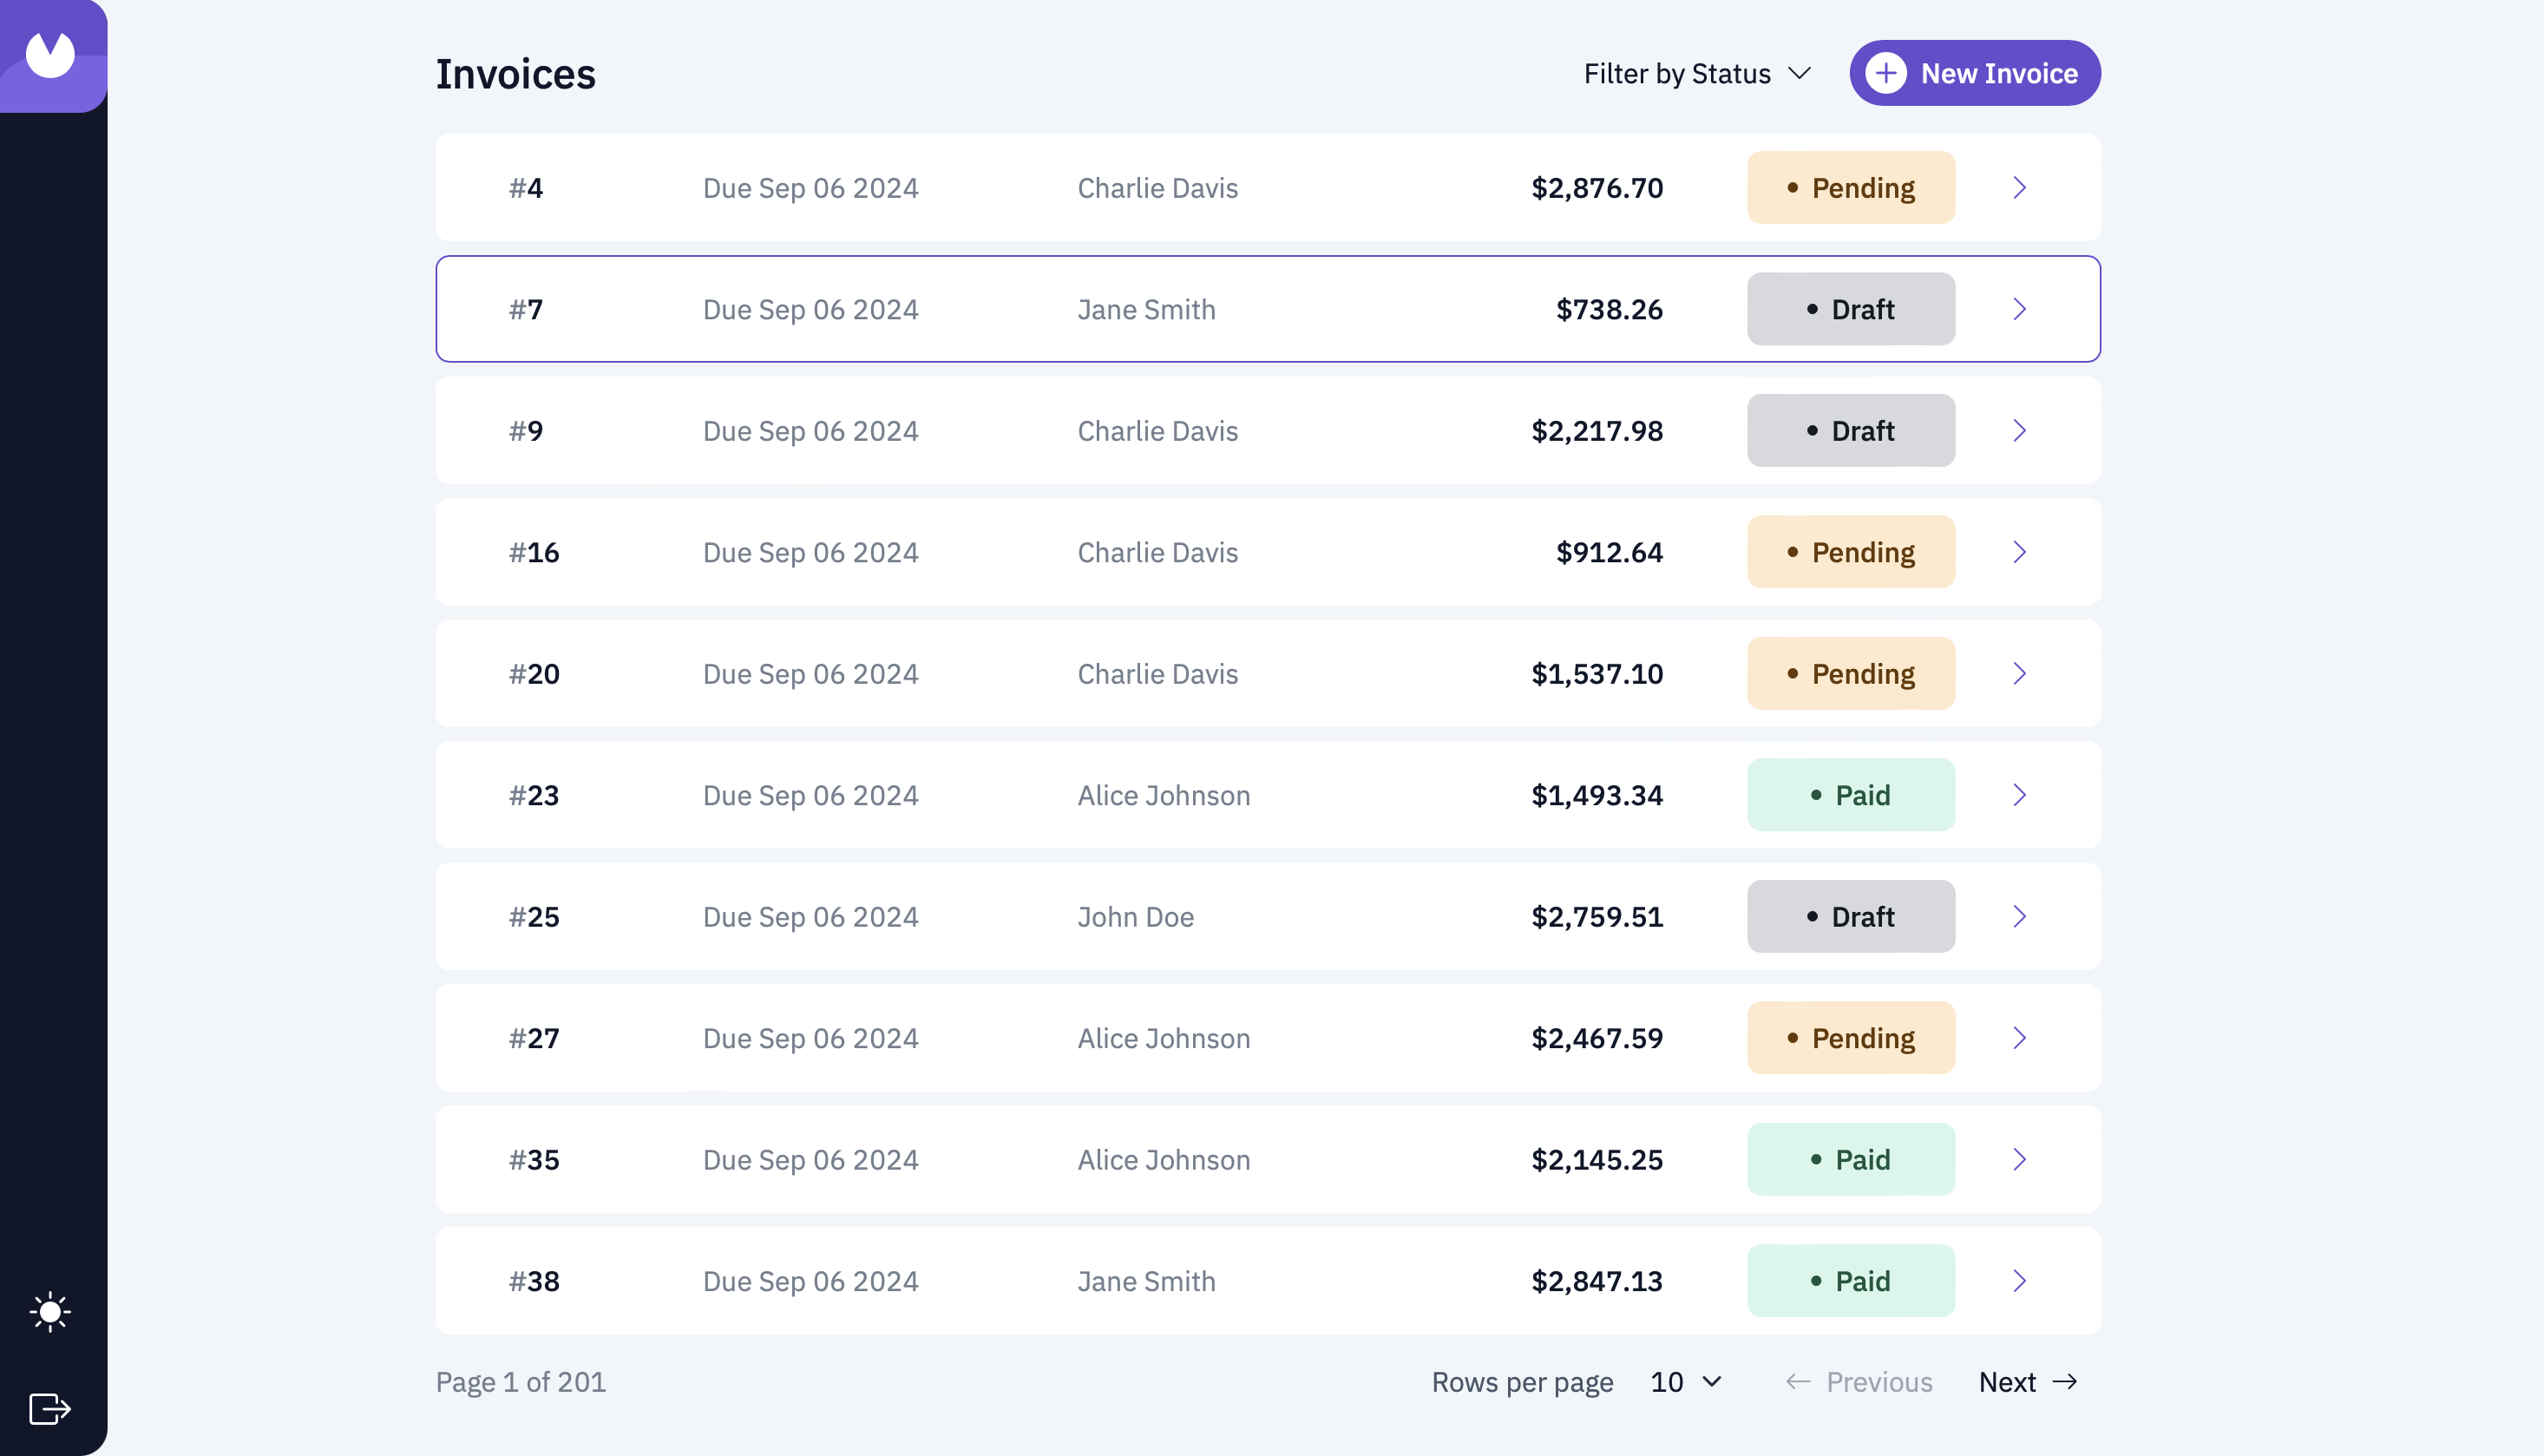 Invoices Filter by Status New Invoice
#4 Due Sep 06 2024 Charlie Davis $2,876.70 Pending
#7 Due Sep 06 2024 Jane Smith $738.26 Draft
#9 Due Sep 06 2024 Charlie Davis $2,217.98 Draft
#16 Due Sep 06 2024 Charlie Davis $912.64 Pending
#20 Due Sep 06 2024 Charlie Davis $1,537.10 Pending
#23 Due Sep 06 2024 Alice Johnson $1,493.34 Paid
#25 Due Sep 06 2024 John Doe $2,759.51 Draft
#27 Due Sep 06 2024 Alice Johnson $2,467.59 Pending
#35 Due Sep 06 2024 Alice Johnson $2,145.25 Paid
#38 Due Sep 06 2024 Jane Smith $2,847.13 Paid
Page 1 of 201 Rows per page 10 Previous Next